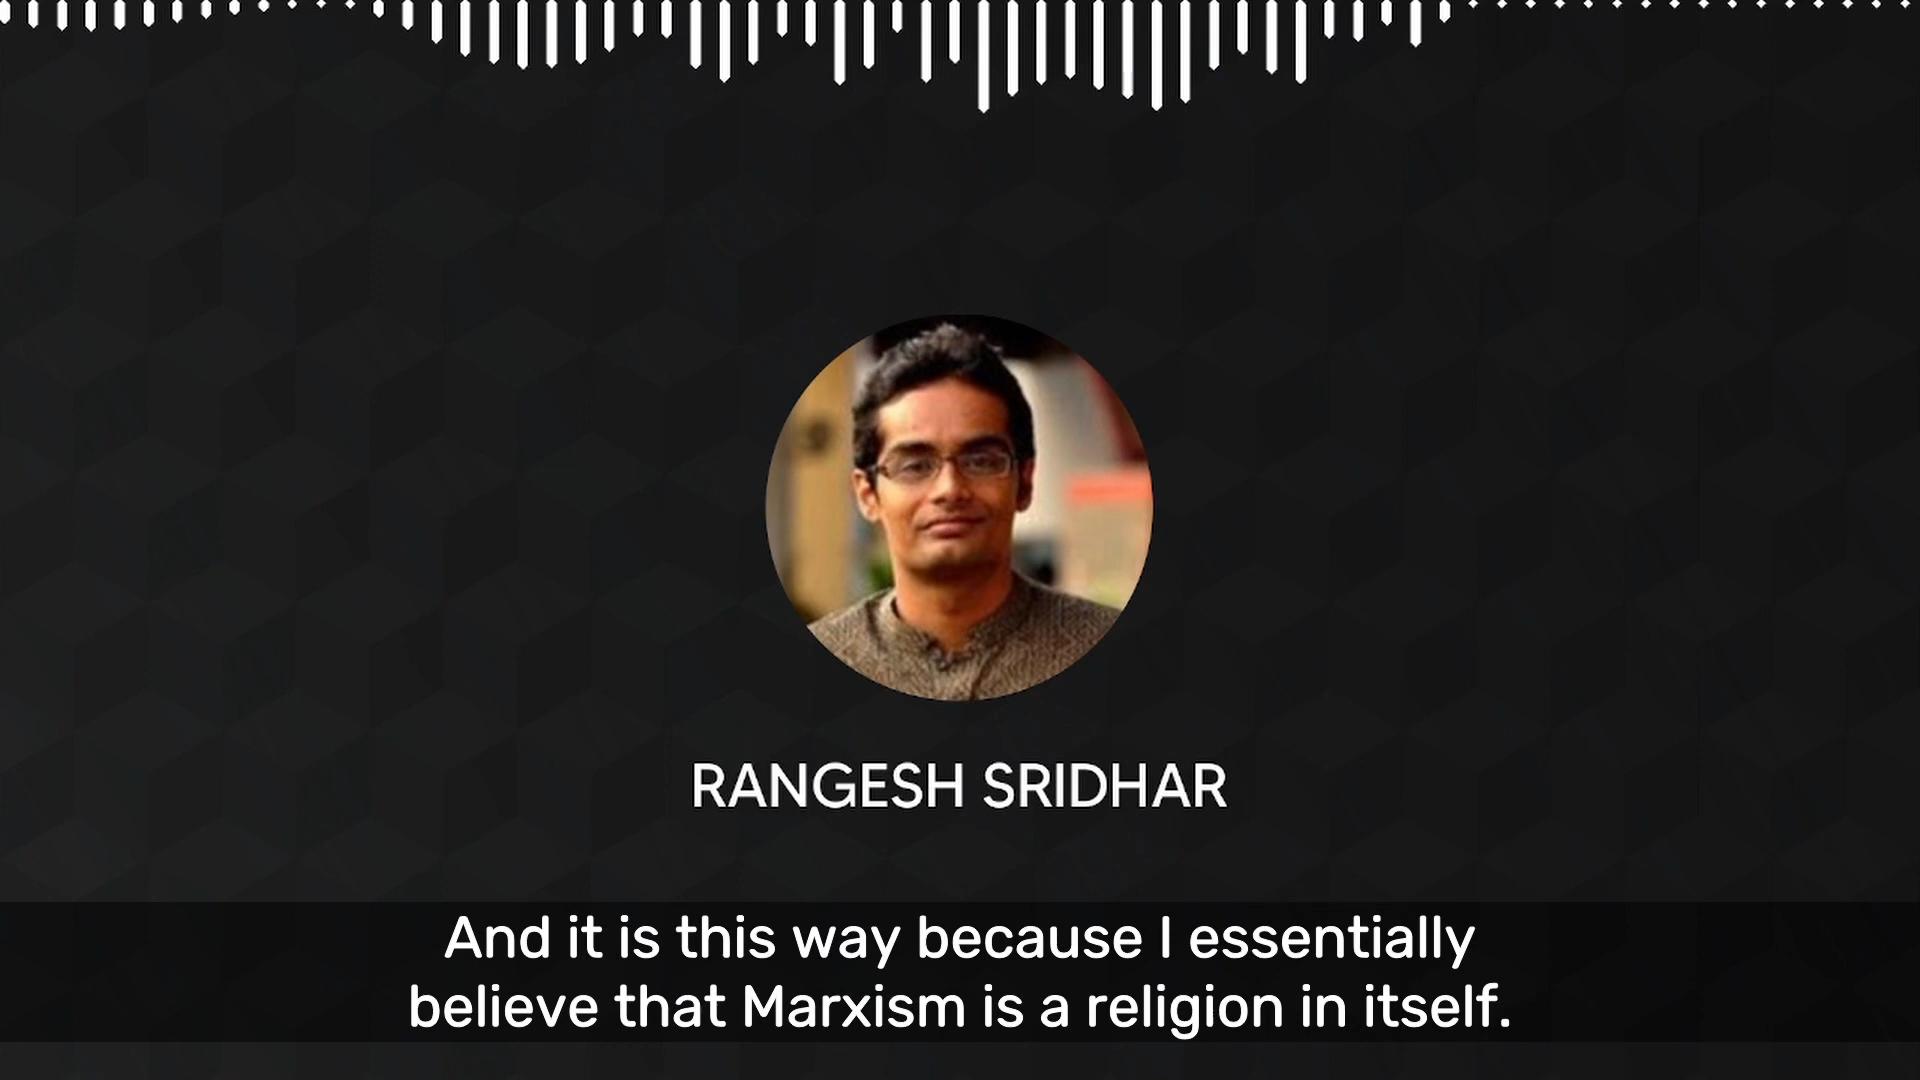 RANGESH SRIDHAR
And it is this way because I essentially
believe that Marxism is a religion in itself.